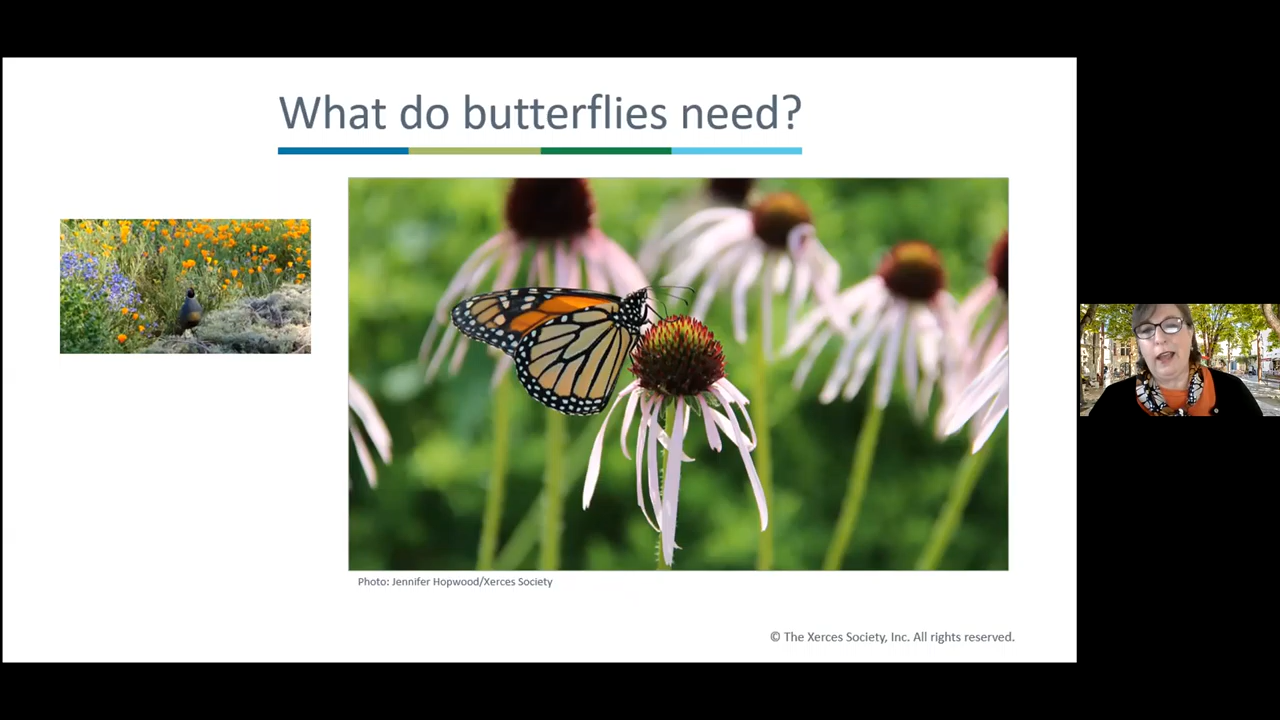 What do butterflies need?
Photo: Jennifer Hopwood/Xerces Society
© The Xerces Society, Inc. All rights reserved.